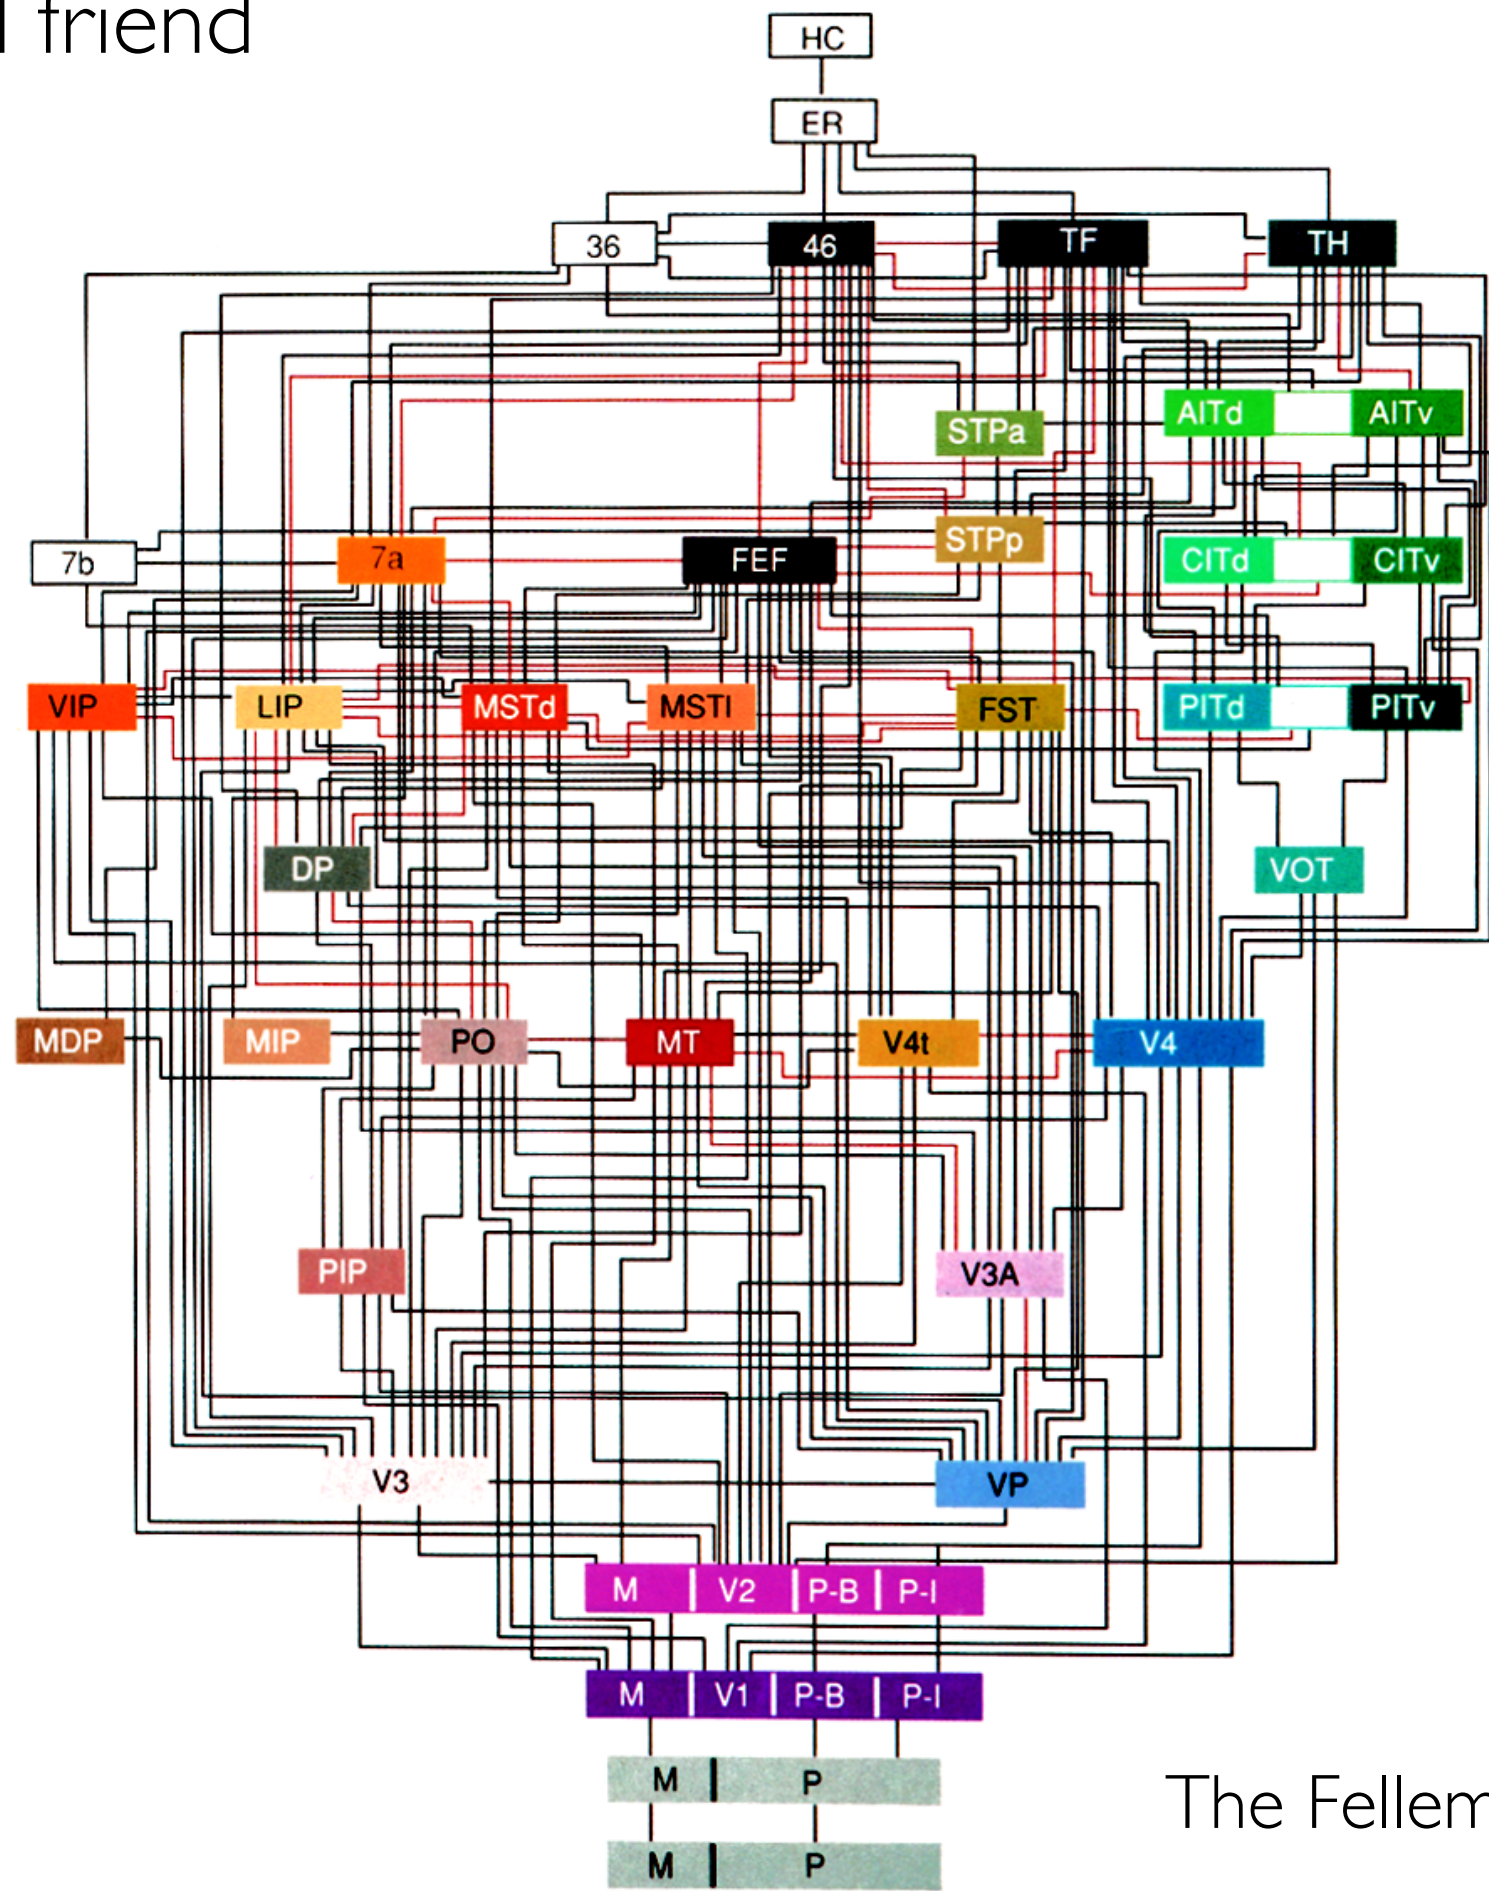 l friend
HC
ER
36 46 TF TH
AITd AITv
STPa
STPp
7b 7a FEF CITd CITv
VIP LIP MSTd MSTl FST PITd PITv
DP VOT
MDP MIP PO MT V4t V4
PIP V3A
V3 VP
M V2 P-B P-I
M V1 P-B P-I
M P
The Fellem
M P